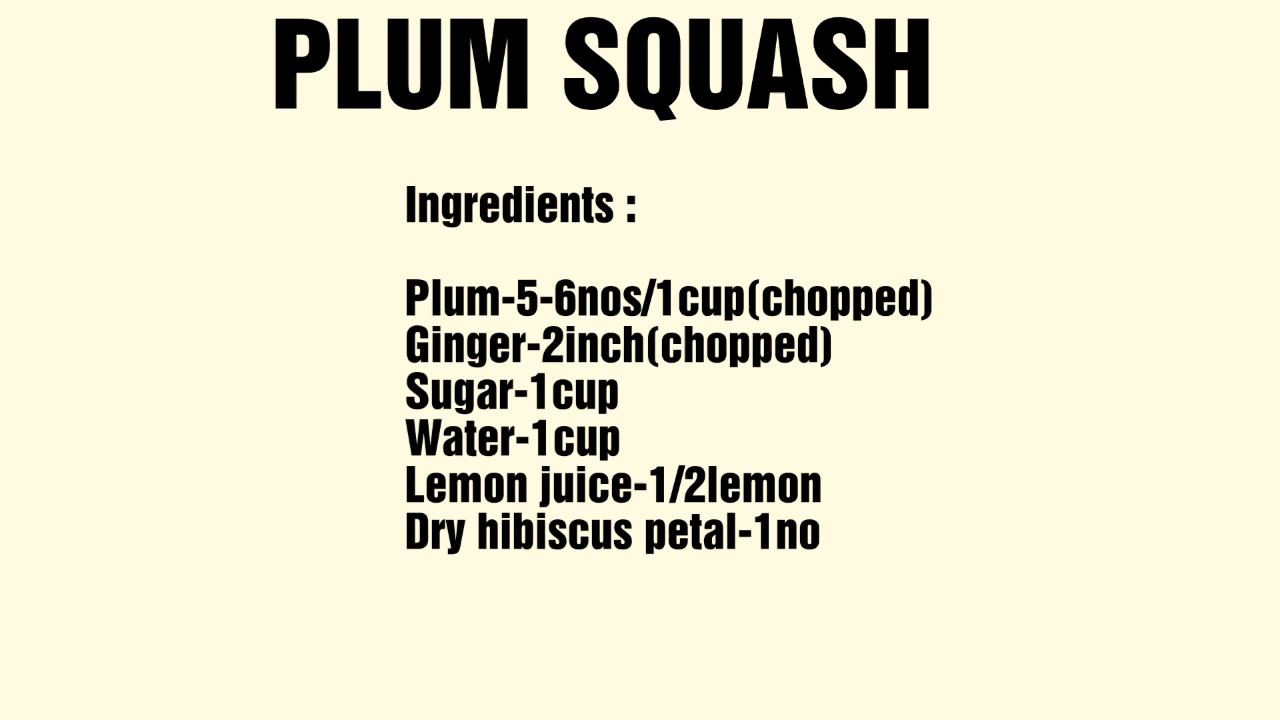 PLUM SQUASH
Ingredients :
Plum-5-6nos/1cup(chopped)
Ginger-2inch(chopped)
Sugar-1cup
Water-1cup
Lemon juice-1/2lemon
Dry hibiscus petal-1no